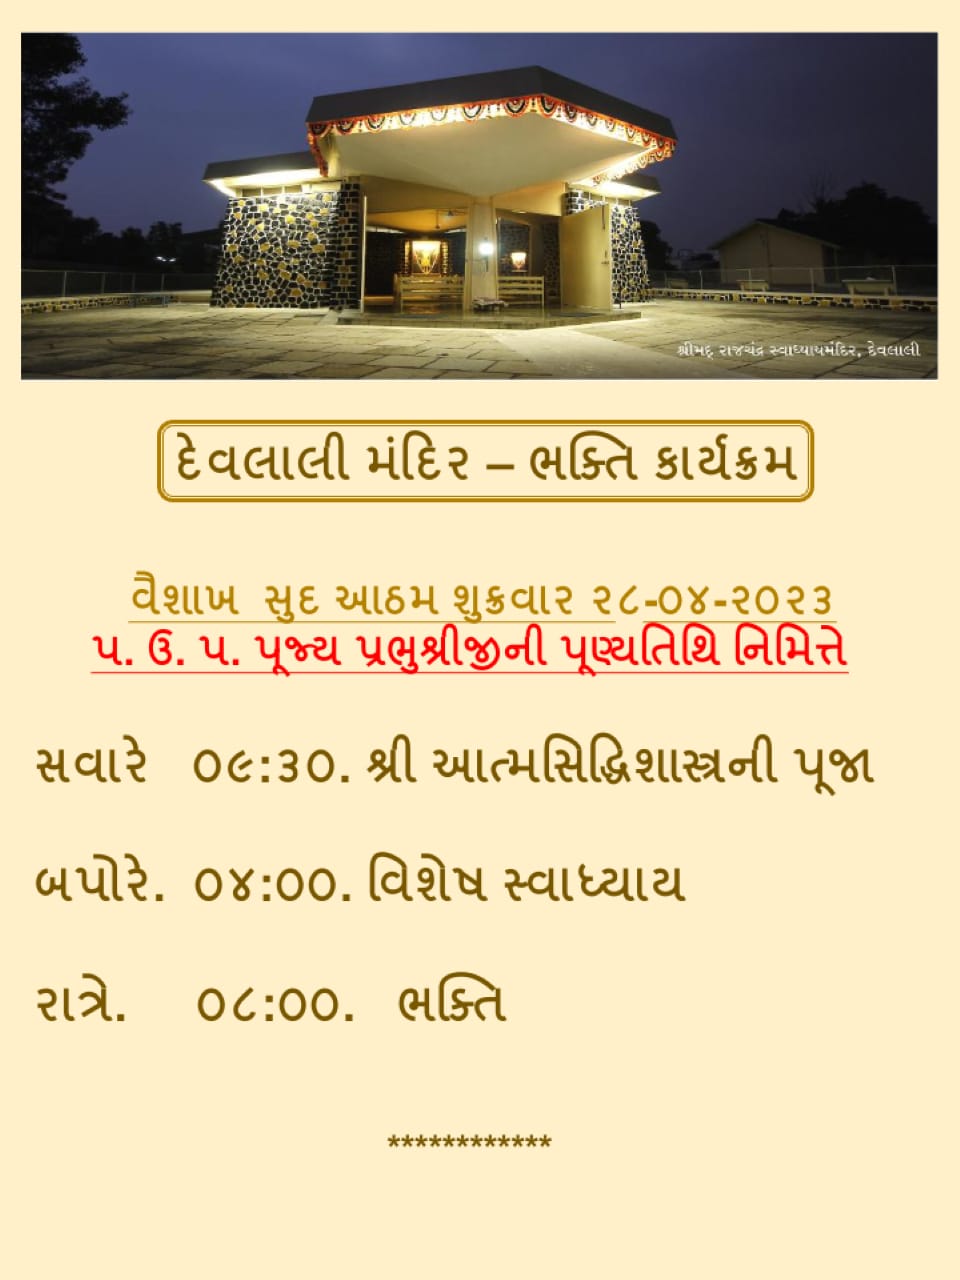 શ્રીમદ્ રાજચંદ્ર સ્વાધ્યાયમંદિર, દેવલાલી
દેવલાલી મંદિર – ભક્તિ કાર્યક્રમ
વૈશાખ સુદ આઠમ શુક્રવાર ૨૮-૦૪-૨૦૨૩
પ. ઉ. પ. પૂજ્ય પ્રભુશ્રીજીની પૂણ્યતિથિ નિમિત્તે
સવારે ૦૯:૩૦. શ્રી આત્મસિદ્ધિશાસ્ત્રની પૂજા
બપોરે. ૦૪:૦૦. વિશેષ સ્વાધ્યાય
રાત્રે. ૦૮:૦૦. ભક્તિ
************